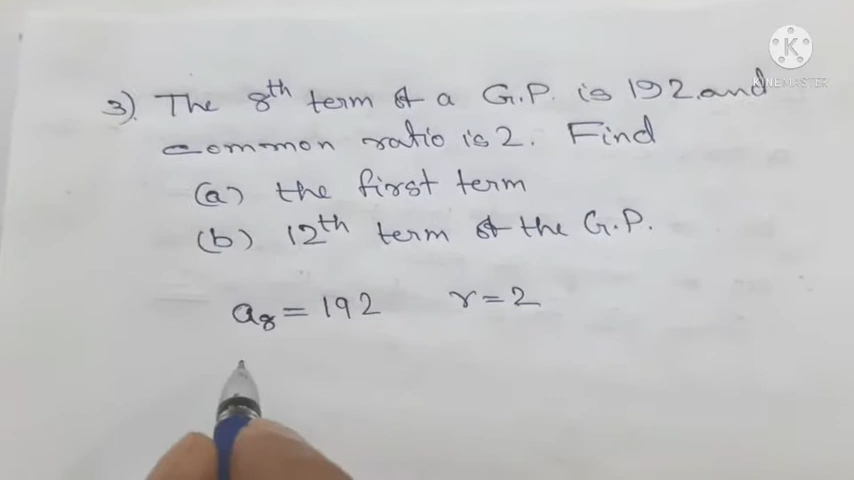 K
KINEMASTER
3). The 8th term of a G.P. is 192. and
common ratio is 2. Find
(a) the first term
(b) 12th term of the G.P.
a₈ = 192 r = 2